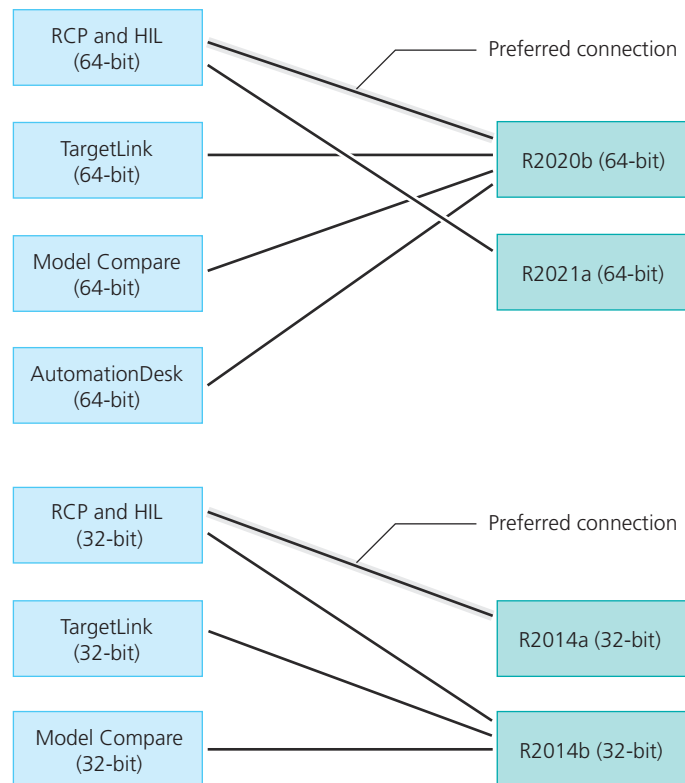 RCP and HIL
(64-bit)
Preferred connection
TargetLink
(64-bit)
R2020b (64-bit)
Model Compare
(64-bit)
R2021a (64-bit)
AutomationDesk
(64-bit)
RCP and HIL
(32-bit)
Preferred connection
TargetLink
(32-bit)
R2014a (32-bit)
Model Compare
(32-bit)
R2014b (32-bit)